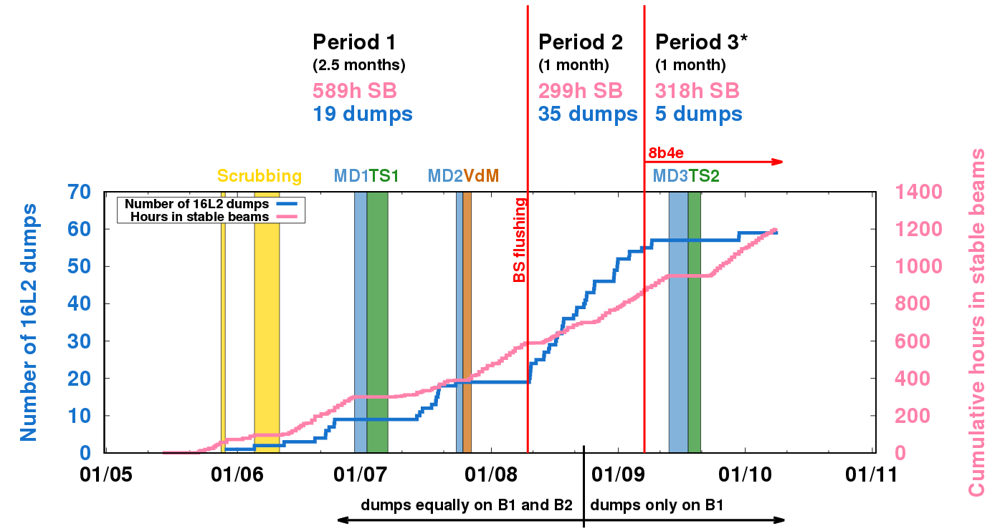 Period 1
(2.5 months)
589h SB
19 dumps
Period 2
(1 month)
299h SB
35 dumps
Period 3*
(1 month)
318h SB
5 dumps
8b4e
Scrubbing
MD1TS1
MD2VdM
MD3TS2
BS flushing
Number of 16L2 dumps
Hours in stable beams
Number of 16L2 dumps
70
60
50
40
30
20
10
0
1400
1200
1000
800
600
400
200
0
Cumulative hours in stable beams
01/05
01/06
01/07
01/08
01/09
01/10
01/11
dumps equally on B1 and B2
dumps only on B1